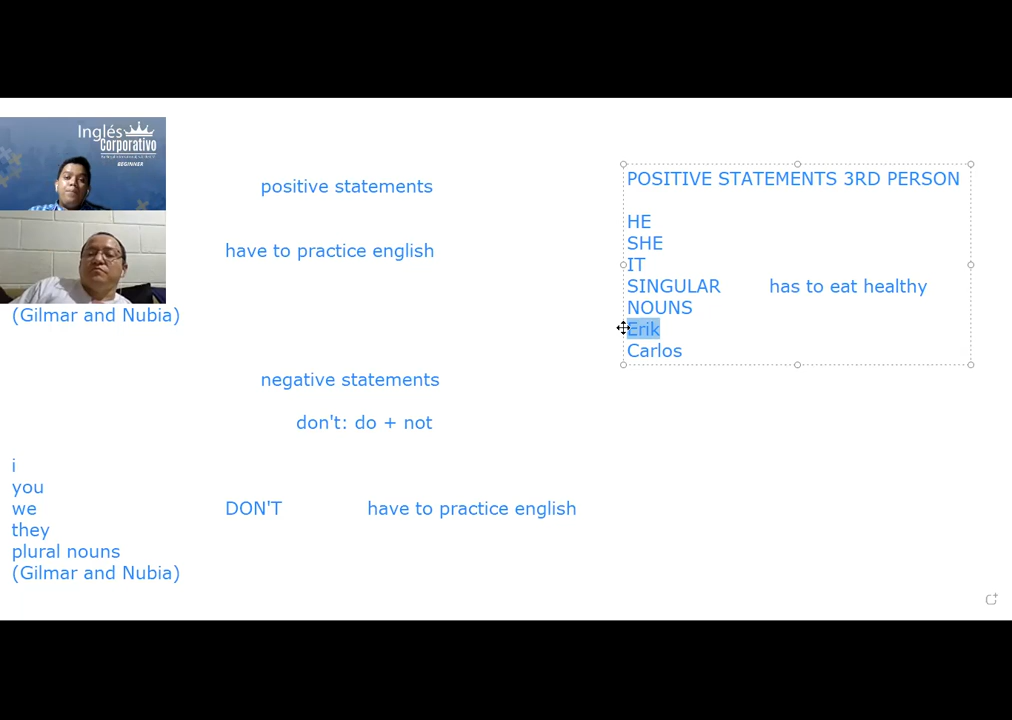 Inglés
Corporativo
BEGINNER
positive statements
have to practice english
(Gilmar and Nubia)
negative statements
don't: do + not
i
you
we DON'T have to practice english
they
plural nouns
(Gilmar and Nubia)
POSITIVE STATEMENTS 3RD PERSON
HE
SHE
IT
SINGULAR has to eat healthy
NOUNS
Erik
Carlos